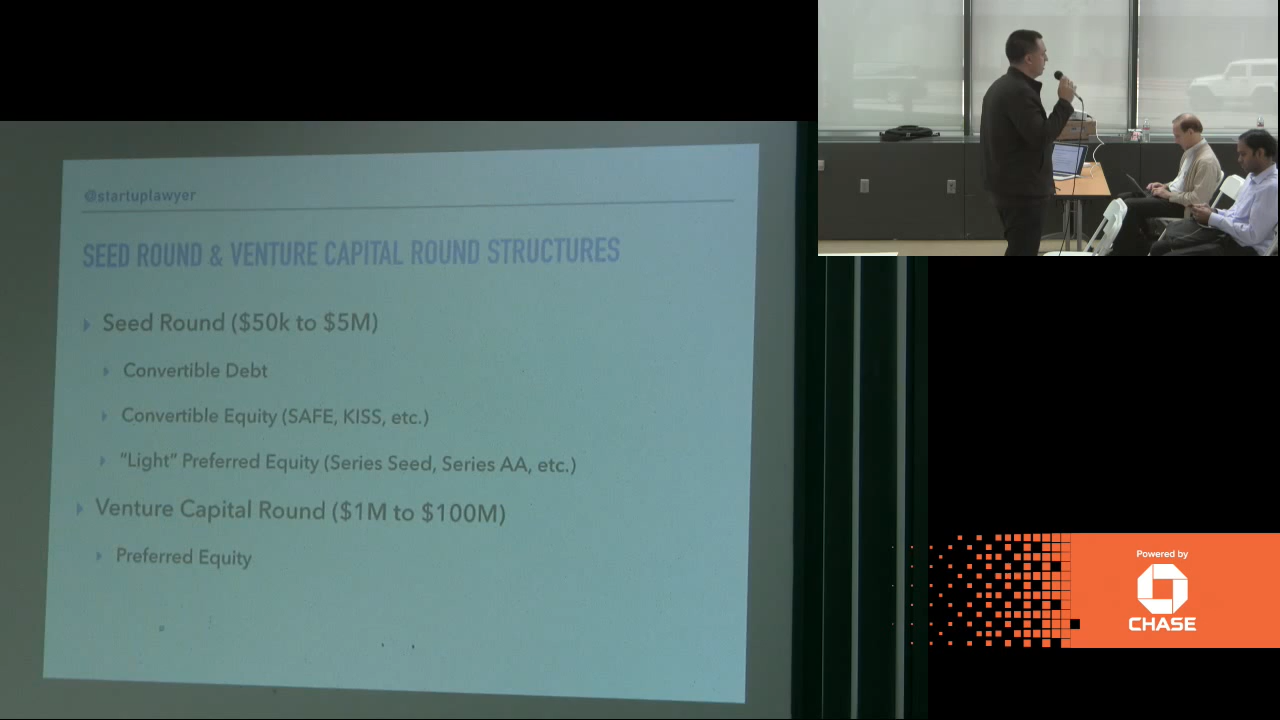 @startuplawyer
SEED ROUND & VENTURE CAPITAL ROUND STRUCTURES
Seed Round ($50k to $5M)
Convertible Debt
Convertible Equity (SAFE, KISS, etc.)
"Light" Preferred Equity (Series Seed, Series AA, etc.)
Venture Capital Round ($1M to $100M)
Preferred Equity
Powered by
CHASE